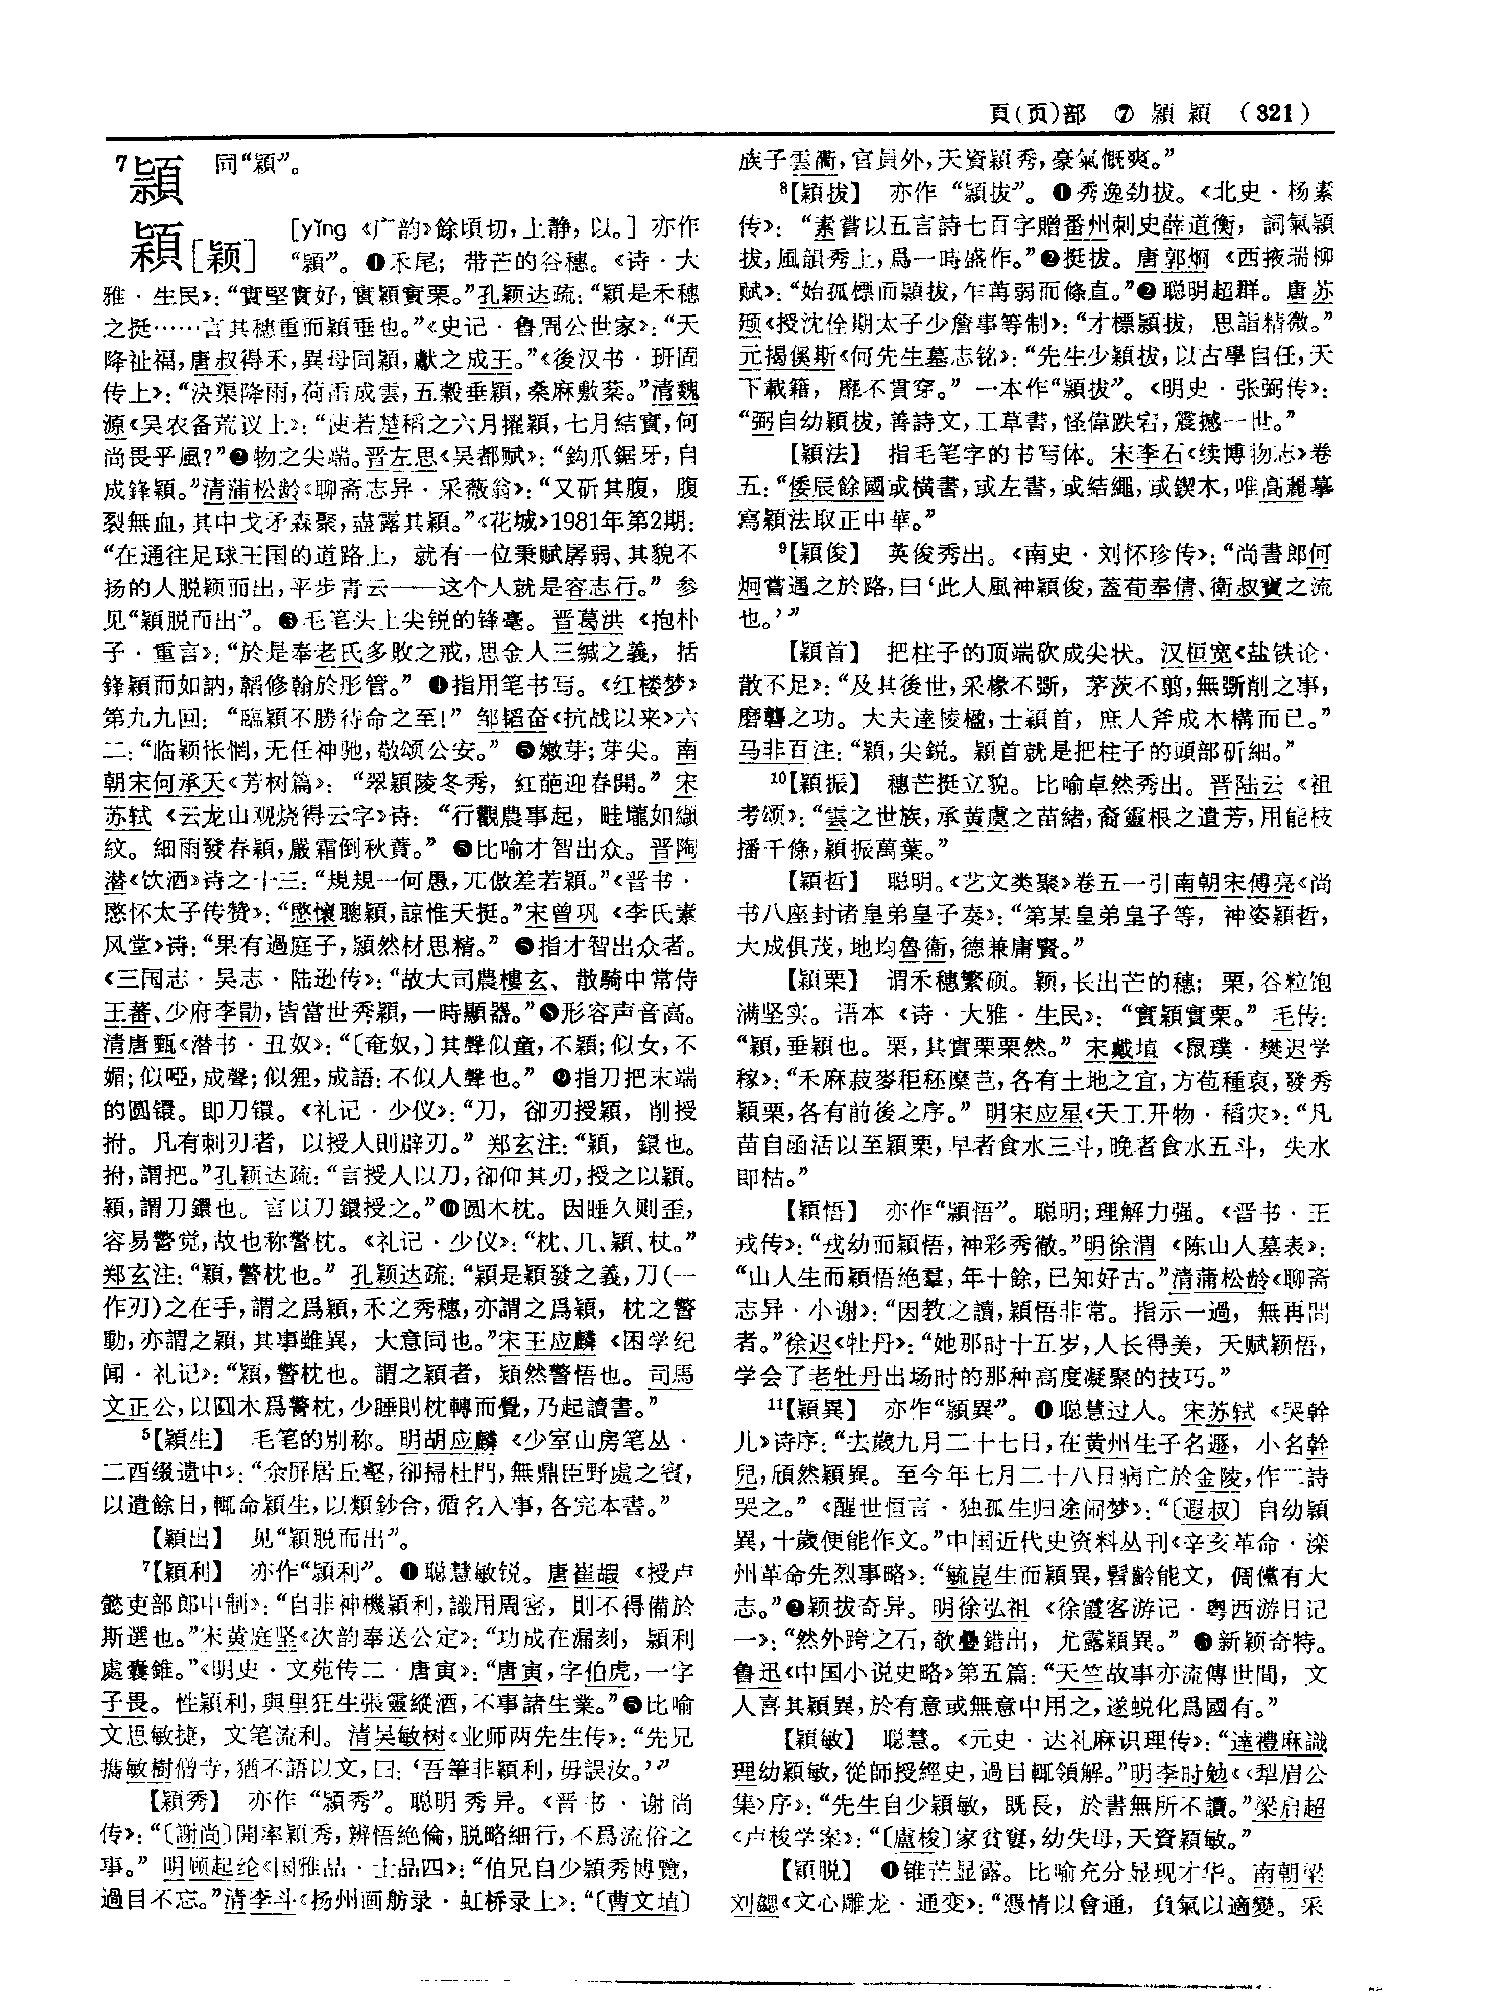 頁(页)部 ⑦ 頴 穎 (321)
7頴 同“穎”。
穎[颖] [yǐng 《广韵》餘頃切,上静,以。] 亦作
“頴”。❶禾尾; 带芒的谷穗。《诗·大
雅·生民》:“實堅實好,實穎實栗。”孔颖达疏:“穎是禾穗
之挺……言其穗重而穎垂也。”《史记·鲁周公世家》:“天
降祉福,唐叔得禾,異母同穎,獻之成王。”《後汉书·班固
传上》:“決渠降雨,荷臿成雲,五穀垂穎,桑麻敷棻。”清魏
源《吴农备荒议上》:“使若楚稻之六月擢穎,七月結實,何
尚畏乎風?”❷物之尖端。晋左思《吴都赋》:“鉤爪鋸牙,自
成鋒穎。”清蒲松龄《聊斋志异·采薇翁》:“又斫其腹, 腹
裂無血,其中戈矛森聚,盡露其穎。”《花城》1981年第2期:
“在通往足球王国的道路上, 就有一位秉赋孱弱、其貌不
扬的人脱颖而出,平步青云——这个人就是容志行。” 参
见“穎脱而出”。 ❸毛笔头上尖锐的锋毫。 晋葛洪 《抱朴
子·重言》:“於是奉老氏多敗之戒,思金人三緘之義, 括
鋒穎而如訥,韜修翰於彤管。” ❹指用笔书写。《红楼梦》
第九九回: “臨穎不勝待命之至!” 邹韬奋《抗战以来》六
二:“临颖怅惘,无任神驰,敬颂公安。” ❺嫩芽;芽尖。 南
朝宋何承天《芳树篇》: “翠穎陵冬秀, 紅葩迎春開。” 宋
苏轼 《云龙山观烧得云字》诗: “行觀農事起, 畦壠如纈
紋。細雨發春穎,嚴霜倒秋蕡。” ❻比喻才智出众。 晋陶
潜《饮酒》诗之十三:“規規一何愚,兀傲差若穎。”《晋书·
愍怀太子传赞》:“愍懷聰穎,諒惟天挺。”宋曾巩 《李氏素
风堂》诗:“果有過庭子,頴然材思精。” ❼指才智出众者。
《三国志·吴志·陆逊传》:“故大司農樓玄、 散騎中常侍
王蕃、少府李勖,皆當世秀穎,一時顯器。”❽形容声音高。
清唐甄《潜书·丑奴》:“〔奄奴,〕其聲似童,不穎;似女,不
媚;似啞,成聲;似貍,成語:不似人聲也。” ❾指刀把末端
的圆镮。即刀镮。《礼记·少仪》:“刀, 卻刃授穎, 削授
拊。凡有刺刃者, 以授人則辟刃。” 郑玄注:“穎, 鐶也。
拊,謂把。”孔颖达疏:“言授人以刀,卻仰其刃,授之以穎。
穎,謂刀鐶也。言以刀鐶授之。”❿圆木枕。因睡久则歪,
容易警觉,故也称警枕。《礼记·少仪》:“枕、几、穎、杖。”
郑玄注:“穎,警枕也。” 孔颖达疏:“穎是穎發之義,刀(一
作刃)之在手,謂之爲穎,禾之秀穗,亦謂之爲穎, 枕之警
動,亦謂之穎,其事雖異, 大意同也。”宋王应麟 《困学纪
闻·礼记》:“穎,警枕也。謂之穎者, 頴然警悟也。 司馬
文正公,以圓木爲警枕,少睡則枕轉而覺,乃起讀書。”
5【穎生】 毛笔的别称。明胡应麟 《少室山房笔丛·
二酉缀遗中》:“余屏居丘壑,卻掃杜門,無鼎臣野處之賓,
以遣餘日,輒命穎生,以類鈔合,循名入事,各完本書。”
【穎出】 见“穎脱而出”。
7【穎利】 亦作“頴利”。❶聪慧敏锐。唐崔嘏 《授卢
懿吏部郎中制》:“自非神機穎利,識用周密, 則不得備於
斯選也。”宋黄庭坚《次韵奉送公定》:“功成在漏刻, 穎利
處囊錐。”《明史·文苑传二·唐寅》:“唐寅,字伯虎,一字
子畏。性穎利,與里狂生張靈縱酒,不事諸生業。”❷比喻
文思敏捷, 文笔流利。 清吴敏树《业师两先生传》:“先兄
攜敏樹僧寺,猶不語以文,曰:‘吾筆非穎利,毋誤汝。’”
【穎秀】 亦作 “頴秀”。聪明秀异。《晋书·谢尚
传》:“〔謝尚〕開率穎秀,辨悟絶倫,脱略細行,不爲流俗之
事。” 明顾起纶《国雅品·士品四》:“伯兄自少穎秀博覽,
過目不忘。”清李斗《扬州画舫录·虹桥录上》:“〔曹文埴〕
族子雲衢,官員外,天資穎秀,豪氣慨爽。”
8【穎拔】 亦作 “頴拔”。❶秀逸劲拔。《北史·杨素
传》: “素嘗以五言詩七百字贈番州刺史薛道衡, 詞氣頴
拔,風韻秀上,爲一時盛作。”❷挺拔。唐郭炯 《西掖瑞柳
赋》:“始孤標而頴拔,乍苒弱而條直。”❸聪明超群。唐苏
颋《授沈佺期太子少詹事等制》:“才標頴拔, 思詣精微。”
元揭傒斯《何先生墓志铭》:“先生少穎拔,以古學自任,天
下載籍, 靡不貫穿。” 一本作“頴拔”。《明史·张弼传》:
“弼自幼穎拔,善詩文,工草書,怪偉跌宕,震撼一世。”
【穎法】 指毛笔字的书写体。宋李石《续博物志》卷
五:“倭辰餘國或横書,或左書,或結繩,或鍥木,唯高麗摹
寫穎法取正中華。”
9【穎俊】 英俊秀出。《南史·刘怀珍传》:“尚書郎何
炯嘗遇之於路,曰‘此人風神穎俊,蓋荀奉倩、衛叔寶之流
也。’”
【穎首】 把柱子的顶端砍成尖状。汉桓宽《盐铁论·
散不足》:“及其後世,采椽不斲, 茅茨不翦,無斲削之事,
磨礱之功。大夫達棱楹,士穎首, 庶人斧成木構而已。”
马非百注:“穎,尖鋭。穎首就是把柱子的頭部斫細。”
10【穎振】 穗芒挺立貌。比喻卓然秀出。晋陆云 《祖
考颂》:“雲之世族,承黄虞之苗緒,裔靈根之遺芳,用能枝
播千條,穎振萬葉。”
【穎哲】 聪明。《艺文类聚》卷五一引南朝宋傅亮《尚
书八座封诸皇弟皇子奏》:“第某皇弟皇子等, 神姿穎哲,
大成俱茂,地均魯衞,德兼庸賢。”
【穎栗】 谓禾穗繁硕。颖,长出芒的穗; 栗,谷粒饱
满坚实。语本 《诗·大雅·生民》: “實穎實栗。” 毛传:
“穎,垂穎也。栗,其實栗栗然。” 宋戴埴 《鼠璞·樊迟学
稼》:“禾麻菽麥秬秠穈芑,各有土地之宜,方苞種裒,發秀
穎栗,各有前後之序。” 明宋应星《天工开物·稻灾》:“凡
苗自函活以至穎栗,早者食水三斗,晚者食水五斗, 失水
即枯。”
【穎悟】 亦作“頴悟”。聪明;理解力强。《晋书·王
戎传》:“戎幼而穎悟,神彩秀徹。”明徐渭 《陈山人墓表》:
“山人生而穎悟絶羣,年十餘,已知好古。”清蒲松龄《聊斋
志异·小谢》:“因教之讀,穎悟非常。指示一過, 無再問
者。”徐迟《牡丹》:“她那时十五岁,人长得美, 天赋颖悟,
学会了老牡丹出场时的那种高度凝聚的技巧。”
11【穎異】 亦作“頴異”。❶聪慧过人。宋苏轼 《哭幹
儿》诗序:“去歲九月二十七日,在黄州生子名遯, 小名幹
兒,頎然穎異。至今年七月二十八日病亡於金陵,作二詩
哭之。” 《醒世恒言·独孤生归途闹梦》:“〔遐叔〕 自幼穎
異,十歲便能作文。”中国近代史资料丛刊《辛亥革命·滦
州革命先烈事略》:“毓崑生而穎異,髫齡能文, 倜儻有大
志。”❷颖拔奇异。明徐弘祖 《徐霞客游记·粤西游日记
一》:“然外跨之石,欹疊錯出, 尤露穎異。” ❸新颖奇特。
鲁迅《中国小说史略》第五篇:“天竺故事亦流傳世間, 文
人喜其穎異,於有意或無意中用之,遂蜕化爲國有。”
【穎敏】 聪慧。《元史·达礼麻识理传》:“達禮麻識
理幼穎敏,從師授經史,過目輒領解。”明李时勉《〈犁眉公
集〉序》:“先生自少穎敏, 既長, 於書無所不讀。”梁启超
《卢梭学案》:“〔盧梭〕家貧窶,幼失母,天資穎敏。”
【穎脱】 ❶锥芒显露。比喻充分显现才华。南朝梁
刘勰《文心雕龙·通变》:“憑情以會通, 負氣以適變。采